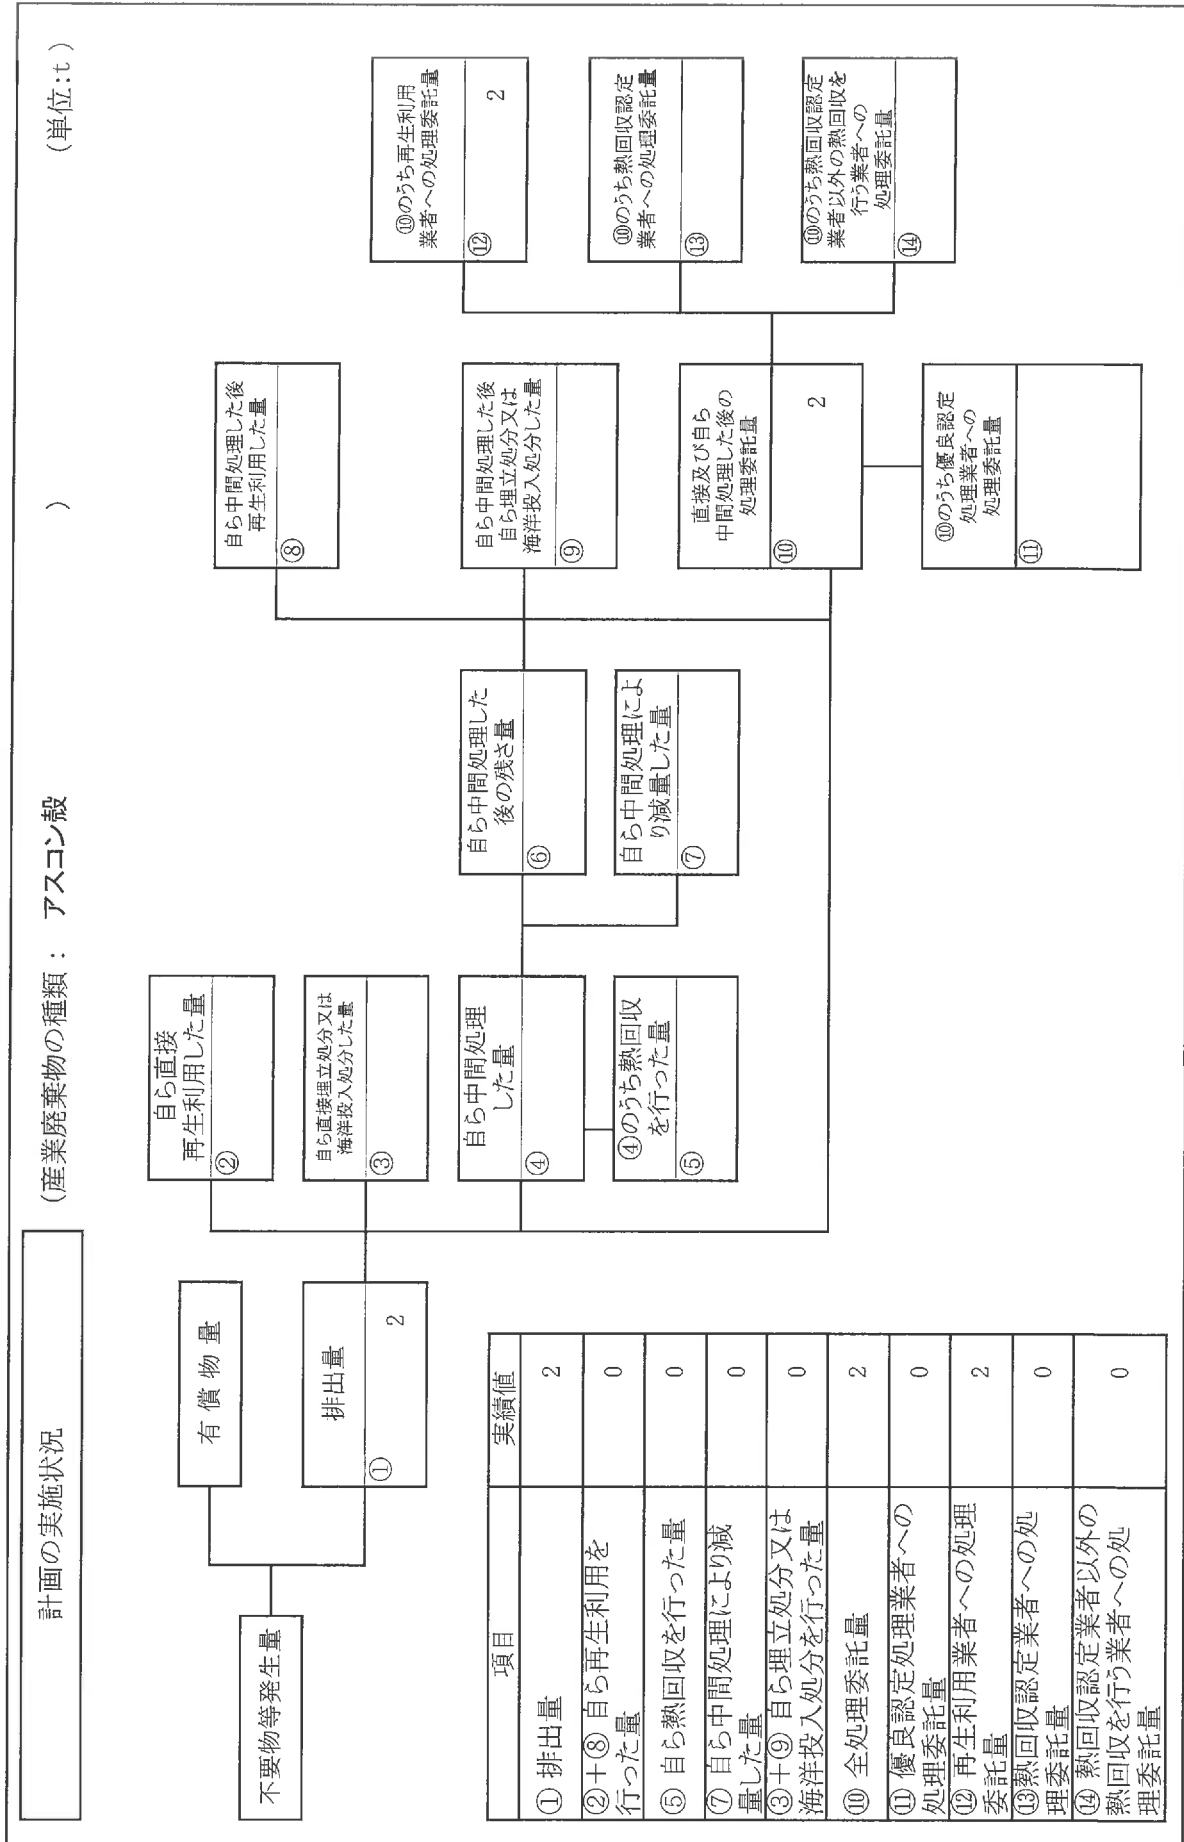 計画の実施状況
(産業廃棄物の種類： アスコン殻 )
(単位:t)
不要物等発生量
有償物量
排出量
①
2
自ら直接
再生利用した量
②
自ら直接埋立処分又は
海洋投入処分した量
③
自ら中間処理
した量
④
④のうち熱回収
を行った量
⑤
自ら中間処理した
後の残さ量
⑥
自ら中間処理によ
り減量した量
⑦
自ら中間処理した後
再生利用した量
⑧
自ら中間処理した後
自ら埋立処分又は
海洋投入処分した量
⑨
直接及び自ら
中間処理した後の
処理委託量
⑩
2
⑩のうち優良認定
処理業者への
処理委託量
⑪
⑩のうち再生利用
業者への処理委託量
⑫
2
⑩のうち熱回収認定
業者への処理委託量
⑬
⑩のうち熱回収認定
業者以外の熱回収を
行う業者への
処理委託量
⑭
項目 実績値
①排出量 2
②＋⑧ 自ら再生利用を
行った量 0
⑤ 自ら熱回収を行った量 0
⑦ 自ら中間処理により減
量した量 0
③＋⑨ 自ら埋立処分又は
海洋投入処分を行った量 0
⑩ 全処理委託量 2
⑪ 優良認定処理業者への
処理委託量 0
⑫ 再生利用業者への処理
委託量 2
⑬熱回収認定業者への処
理委託量 0
⑭ 熱回収認定業者以外の
熱回収を行う業者への処
理委託量 0